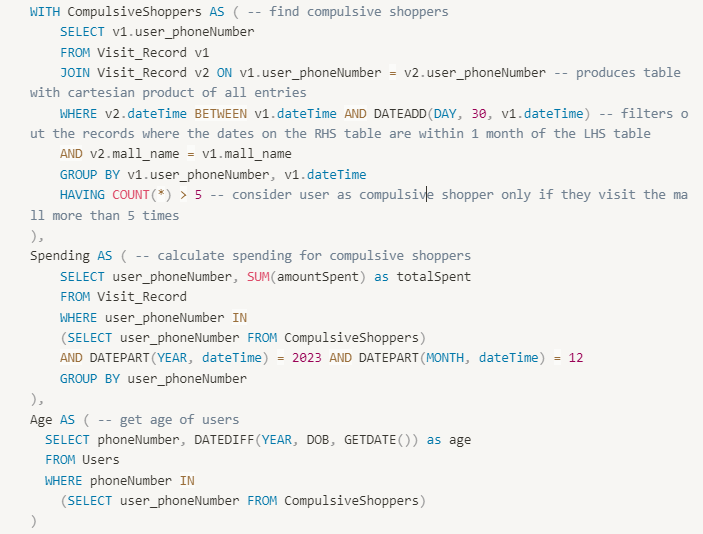 WITH CompulsiveShoppers AS ( -- find compulsive shoppers
SELECT v1.user_phoneNumber
FROM Visit_Record v1
JOIN Visit_Record v2 ON v1.user_phoneNumber = v2.user_phoneNumber -- produces table
with cartesian product of all entries
WHERE v2.dateTime BETWEEN v1.dateTime AND DATEADD(DAY, 30, v1.dateTime) -- filters o
ut the records where the dates on the RHS table are within 1 month of the LHS table
AND v2.mall_name = v1.mall_name
GROUP BY v1.user_phoneNumber, v1.dateTime
HAVING COUNT(*) > 5 -- consider user as compulsive shopper only if they visit the ma
ll more than 5 times
),
Spending AS ( -- calculate spending for compulsive shoppers
SELECT user_phoneNumber, SUM(amountSpent) as totalSpent
FROM Visit_Record
WHERE user_phoneNumber IN
(SELECT user_phoneNumber FROM CompulsiveShoppers)
AND DATEPART(YEAR, dateTime) = 2023 AND DATEPART(MONTH, dateTime) = 12
GROUP BY user_phoneNumber
),
Age AS ( -- get age of users
SELECT phoneNumber, DATEDIFF(YEAR, DOB, GETDATE()) as age
FROM Users
WHERE phoneNumber IN
(SELECT user_phoneNumber FROM CompulsiveShoppers)
)